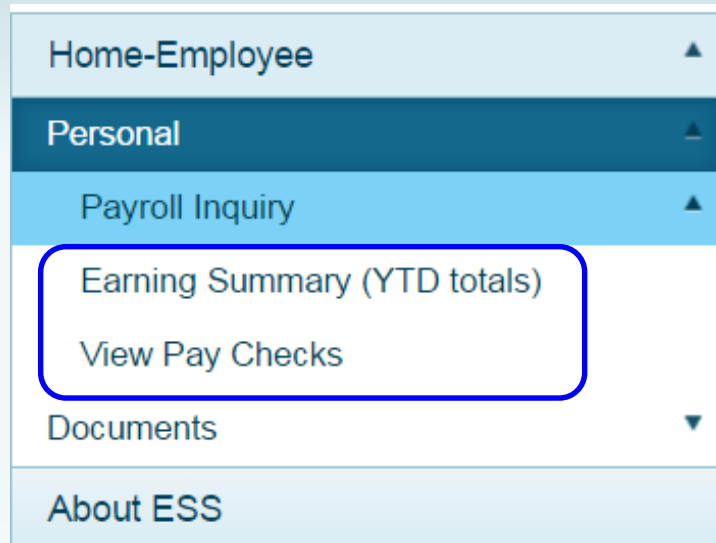 Home-Employee
Personal
Payroll Inquiry
Earning Summary (YTD totals)
View Pay Checks
Documents
About ESS